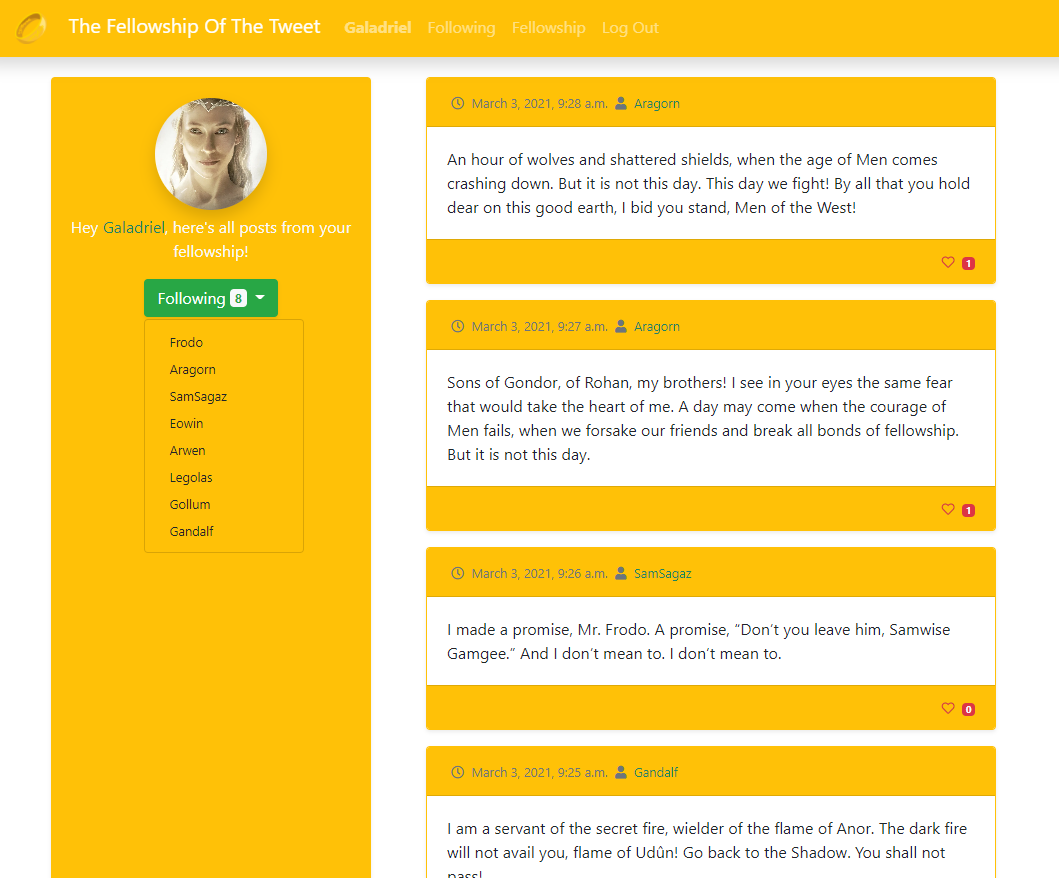 The Fellowship Of The Tweet Galadriel Following Fellowship Log Out
Hey Galadriel, here's all posts from your
fellowship!
Following 8
Frodo
Aragorn
SamSagaz
Eowin
Arwen
Legolas
Gollum
Gandalf
March 3, 2021, 9:28 a.m. Aragorn
An hour of wolves and shattered shields, when the age of Men comes
crashing down. But it is not this day. This day we fight! By all that you hold
dear on this good earth, I bid you stand, Men of the West!
1
March 3, 2021, 9:27 a.m. Aragorn
Sons of Gondor, of Rohan, my brothers! I see in your eyes the same fear
that would take the heart of me. A day may come when the courage of
Men fails, when we forsake our friends and break all bonds of fellowship.
But it is not this day.
1
March 3, 2021, 9:26 a.m. SamSagaz
I made a promise, Mr. Frodo. A promise, “Don’t you leave him, Samwise
Gamgee.” And I don’t mean to. I don’t mean to.
0
March 3, 2021, 9:25 a.m. Gandalf
I am a servant of the secret fire, wielder of the flame of Anor. The dark fire
will not avail you, flame of Udûn! Go back to the Shadow. You shall not
pass!